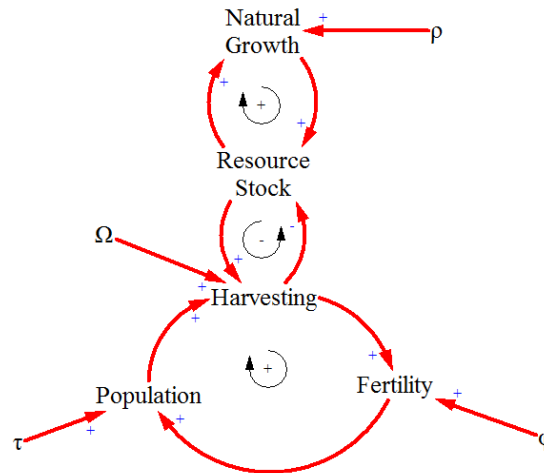 Natural
+
Growth
ρ
+
+
+
Resource
Stock
-
Ω
-
+
+
Harvesting
+
+
+
Fertility
+
Population
+
+
τ